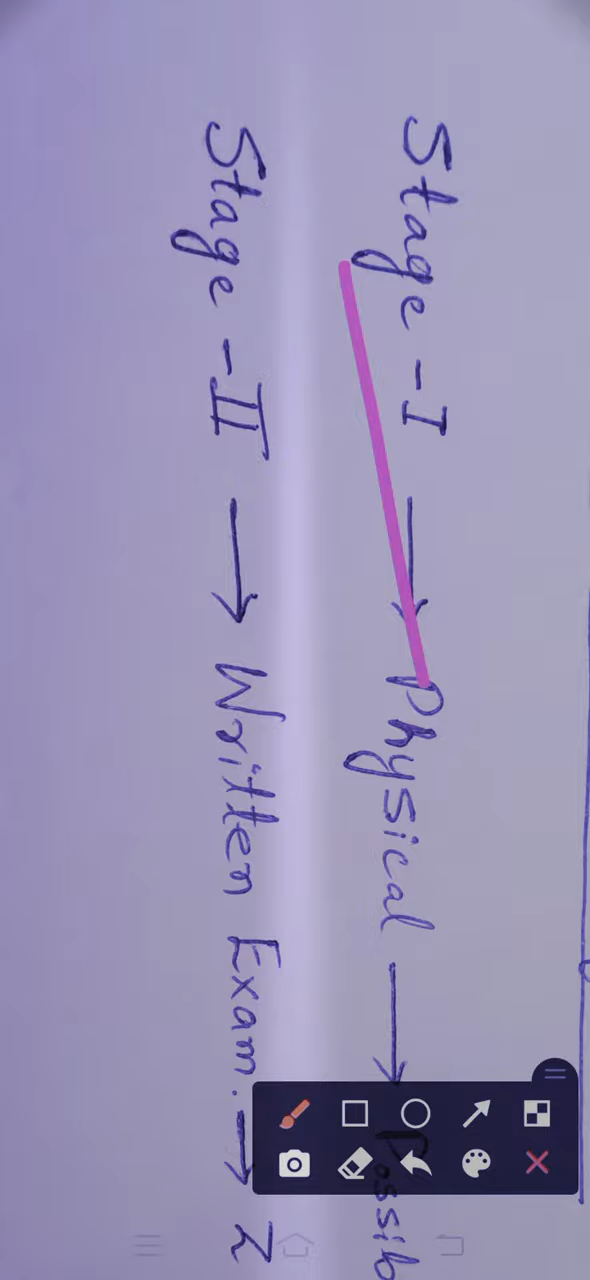 Stage - I → Physical →
Stage - II → Written Exam. →